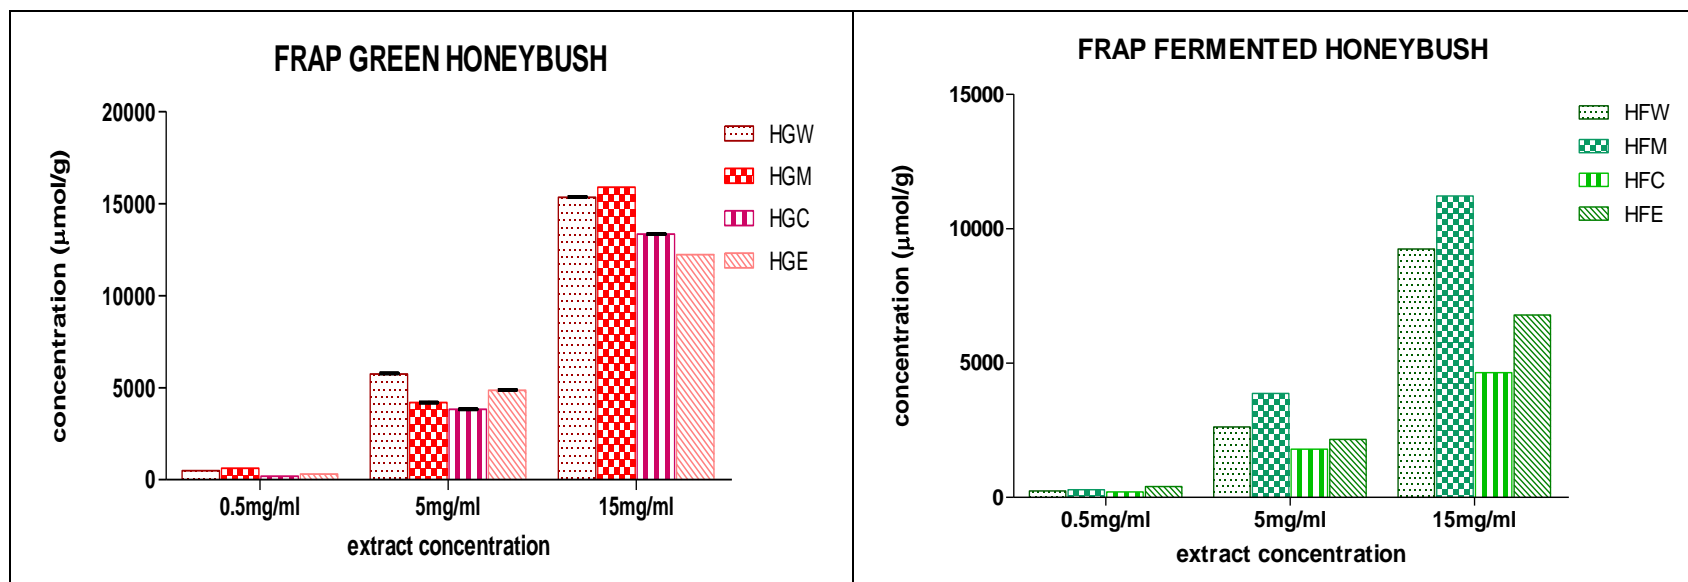 FRAP GREEN HONEYBUSH
concentration (µmol/g)
20000
15000
10000
5000
0
0.5mg/ml
5mg/ml
15mg/ml
extract concentration
HGW
HGM
HGC
HGE
FRAP FERMENTED HONEYBUSH
concentration (µmol/g)
15000
10000
5000
0
0.5mg/ml
5mg/ml
15mg/ml
extract concentration
HFW
HFM
HFC
HFE